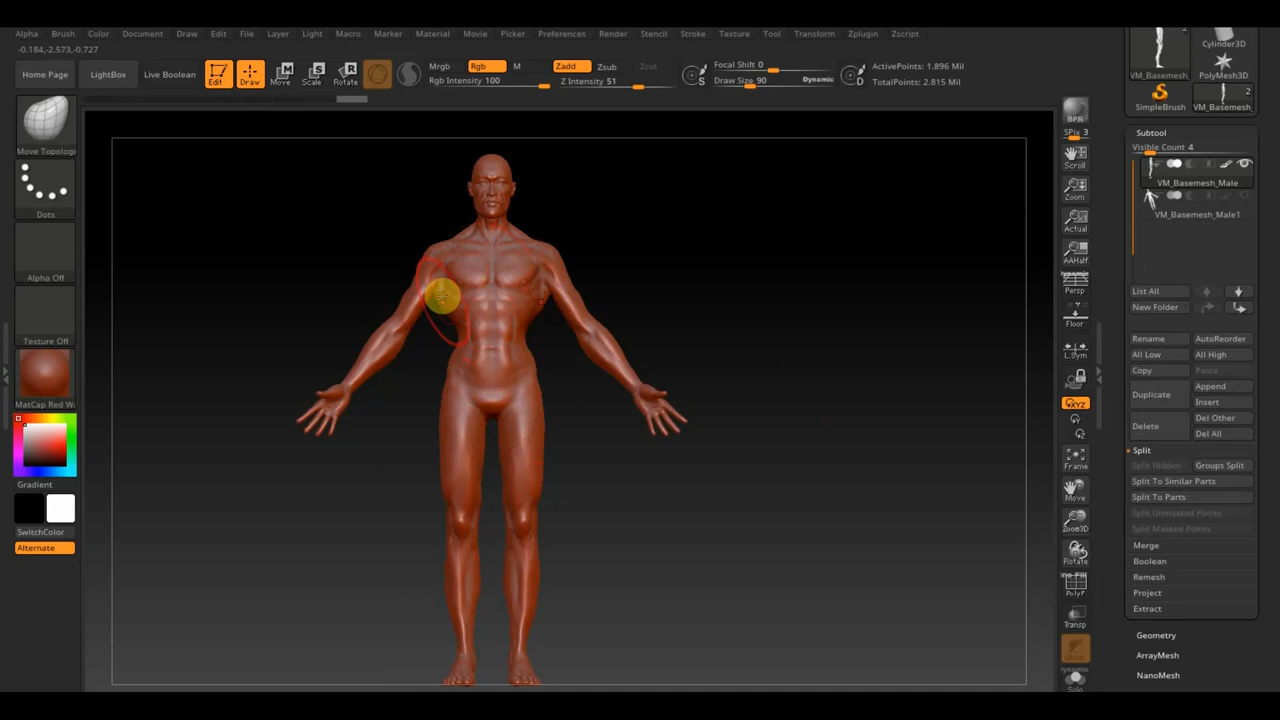 Alpha Brush Color Document Draw Edit File Layer Light Macro Marker Material Movie Picker Preferences Render Stencil Stroke Texture Tool Transform Zplugin Zscript
-0.184,-2.573,-0.727
Home Page LightBox Live Boolean Edit Draw Move Scale Rotate
Mrgb Rgb M
Rgb Intensity 100
Zadd Zsub Zcut
Z Intensity 51
S
Focal Shift 0
Draw Size 90 Dynamic
D
ActivePoints: 1.896 Mil
TotalPoints: 2.815 Mil
Move Topologi
Dots
Alpha Off
Texture Off
MatCap Red W
Gradient
SwitchColor
Alternate
BPR
SPix 3
Scroll
Zoom
Actual
AAHalf
Dynamic
Persp
Floor
L.Sym
XYZ
Frame
Move
Zoom3D
Rotate
PolyF
Transp
Dynamic
Solo
2
VM_Basemesh_
Cylinder3D
PolyMesh3D
SimpleBrush
2
VM_Basemesh_
Subtool
Visible Count 4
VM_Basemesh_Male
VM_Basemesh_Male1
List All
New Folder
Rename AutoReorder
All Low All High
Copy Paste
Duplicate
Append
Insert
Delete
Del Other
Del All
Split
Split Hidden Groups Split
Split To Similar Parts
Split To Parts
Split Unmasked Points
Split Masked Points
Merge
Boolean
Remesh
Project
Extract
Geometry
ArrayMesh
NanoMesh